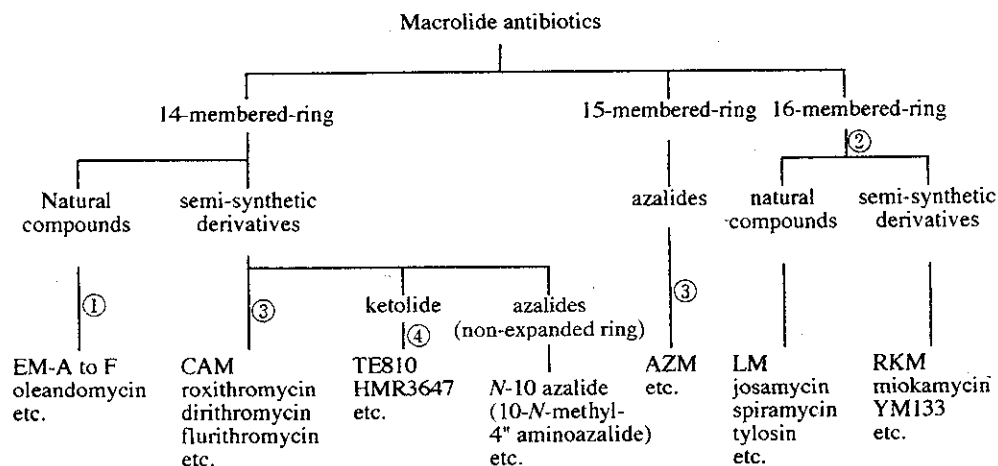 Macrolide antibiotics
14-membered-ring
15-membered-ring
16-membered-ring
②
Natural
compounds
semi-synthetic
derivatives
azalides
natural
compounds
semi-synthetic
derivatives
①
③
ketolide
④
azalides
(non-expanded ring)
③
EM-A to F
oleandomycin
etc.
CAM
roxithromycin
dirithromycin
flurithromycin
etc.
TE810
HMR3647
etc.
N-10 azalide
(10-N-methyl-
4" aminoazalide)
etc.
AZM
etc.
LM
josamycin
spiramycin
tylosin
etc.
RKM
miokamycin
YM133
etc.